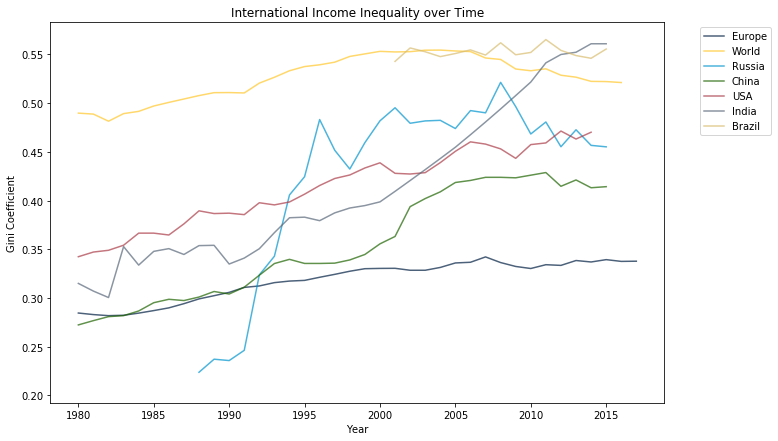 International Income Inequality over Time
Gini Coefficient
0.55
0.50
0.45
0.40
0.35
0.30
0.25
0.20
1980 1985 1990 1995 2000 2005 2010 2015
Year
Europe
World
Russia
China
USA
India
Brazil